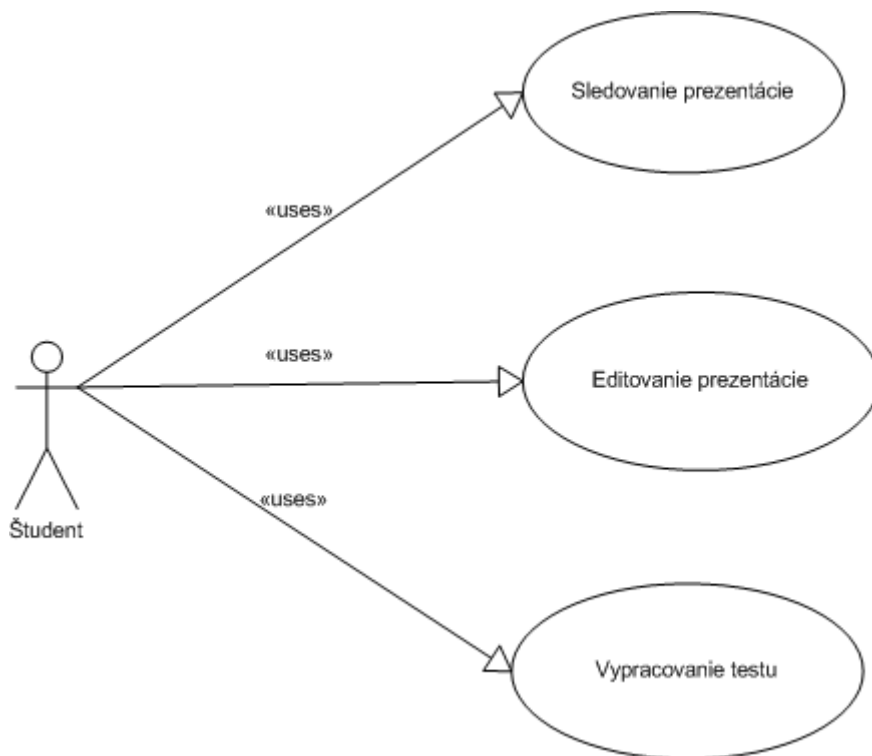 Sledovanie prezentácie
«uses»
«uses»
Editovanie prezentácie
«uses»
Študent
Vypracovanie testu